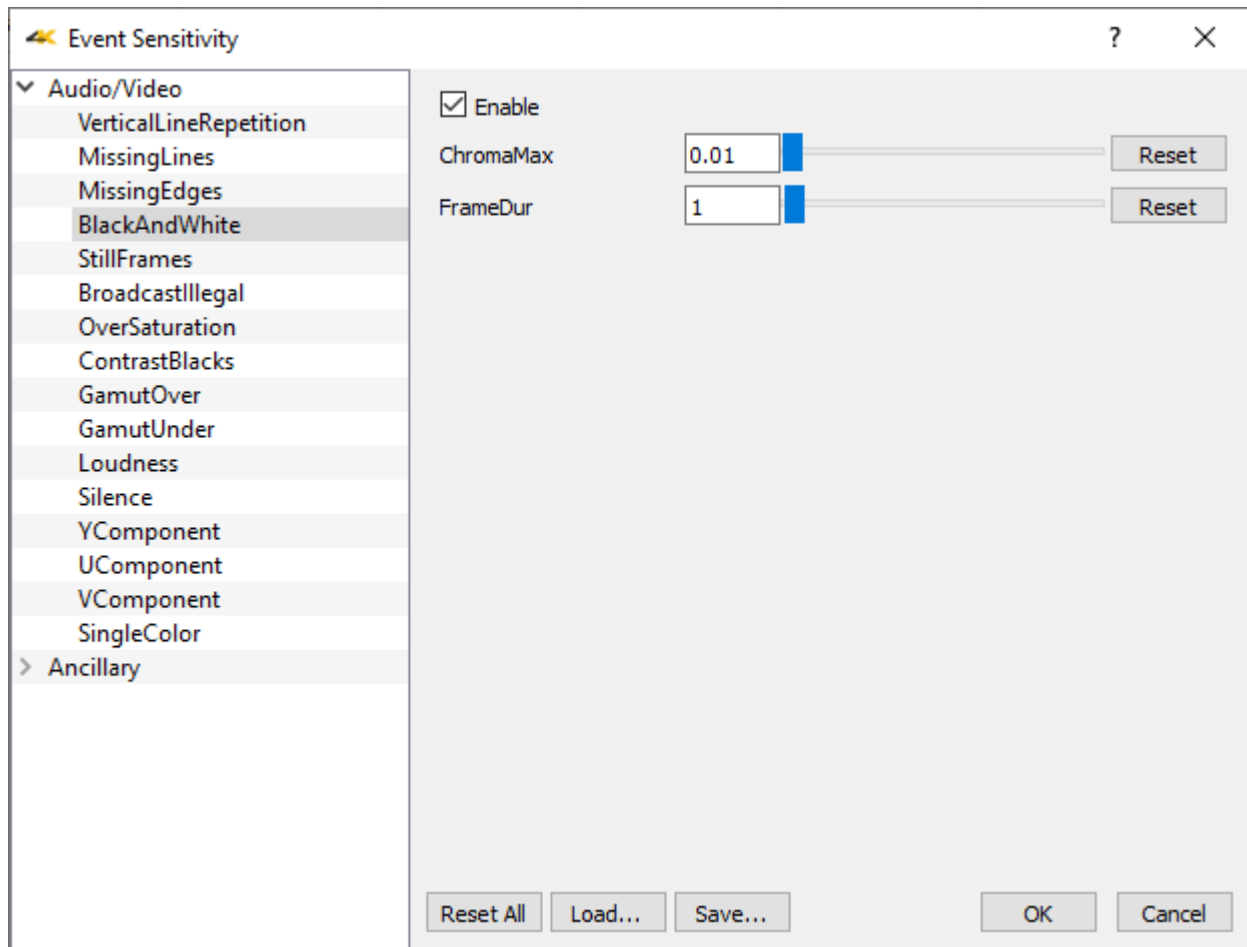 4K Event Sensitivity ?
Audio/Video
VerticalLineRepetition
MissingLines
MissingEdges
BlackAndWhite
StillFrames
BroadcastIllegal
OverSaturation
ContrastBlacks
GamutOver
GamutUnder
Loudness
Silence
YComponent
UComponent
VComponent
SingleColor
Ancillary
Enable
ChromaMax 0.01 Reset
FrameDur 1 Reset
Reset All Load... Save... OK Cancel